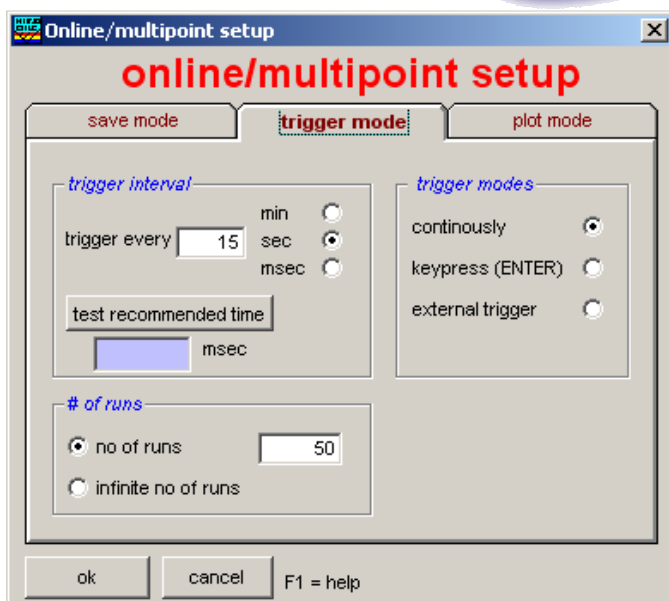 Online/multipoint setup
online/multipoint setup
save mode
trigger mode
plot mode
trigger interval
trigger every 15
min
sec
msec
test recommended time
msec
trigger modes
continously
keypress (ENTER)
external trigger
# of runs
no of runs 50
infinite no of runs
ok
cancel
F1 = help